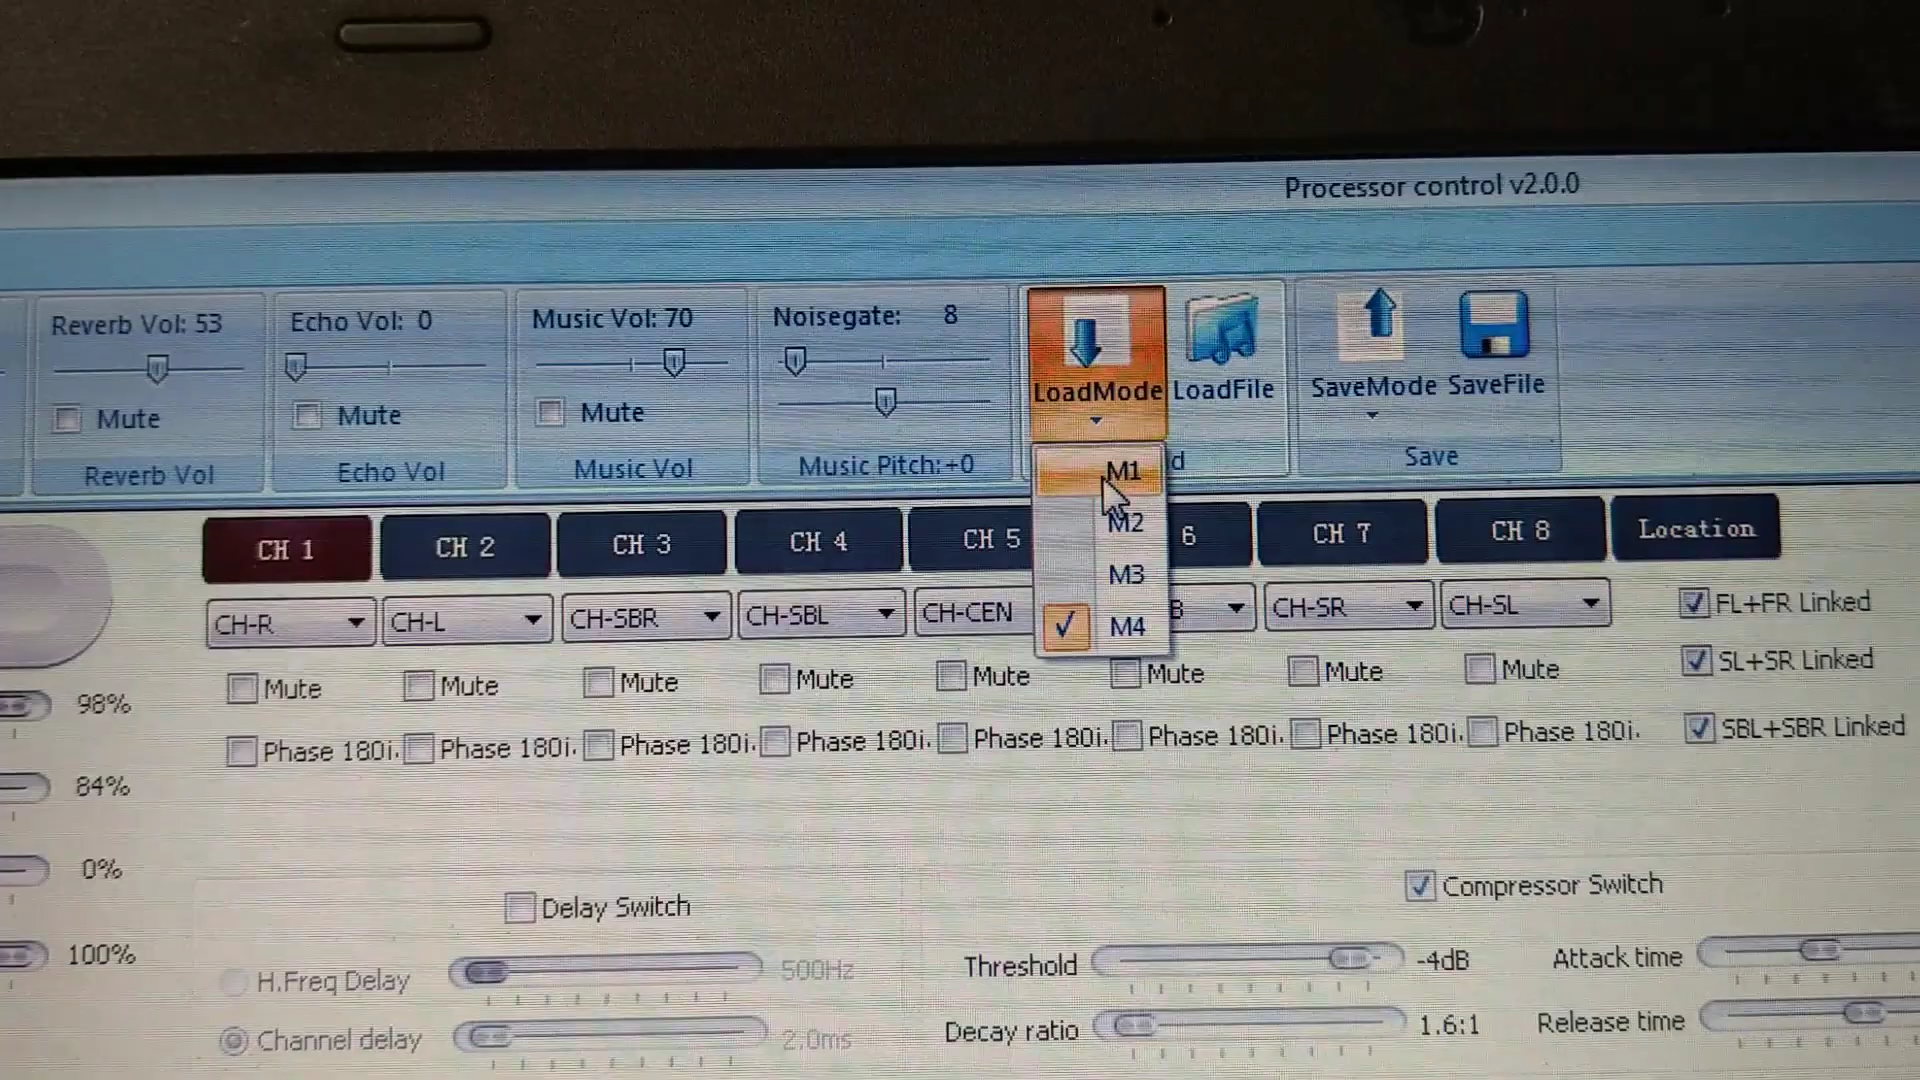 Processor control v2.0.0
Reverb Vol: 53
Echo Vol: 0
Music Vol: 70
Noisegate: 8
Mute
Mute
Mute
LoadMode
LoadFile
SaveMode
SaveFile
Reverb Vol
Echo Vol
Music Vol
Music Pitch:+0
d
Save
M1
M2
M3
M4
CH 1
CH 2
CH 3
CH 4
CH 5
6
CH 7
CH 8
Location
CH-R
CH-L
CH-SBR
CH-SBL
CH-CEN
B
CH-SR
CH-SL
FL+FR Linked
Mute
Mute
Mute
Mute
Mute
Mute
Mute
Mute
SL+SR Linked
98%
Phase 180i.
Phase 180i.
Phase 180i.
Phase 180i.
Phase 180i.
Phase 180i.
Phase 180i.
Phase 180i.
SBL+SBR Linked
84%
0%
100%
Delay Switch
Compressor Switch
H.Freq Delay
500Hz
Threshold
-4dB
Attack time
Channel delay
2.0ms
Decay ratio
1.6:1
Release time